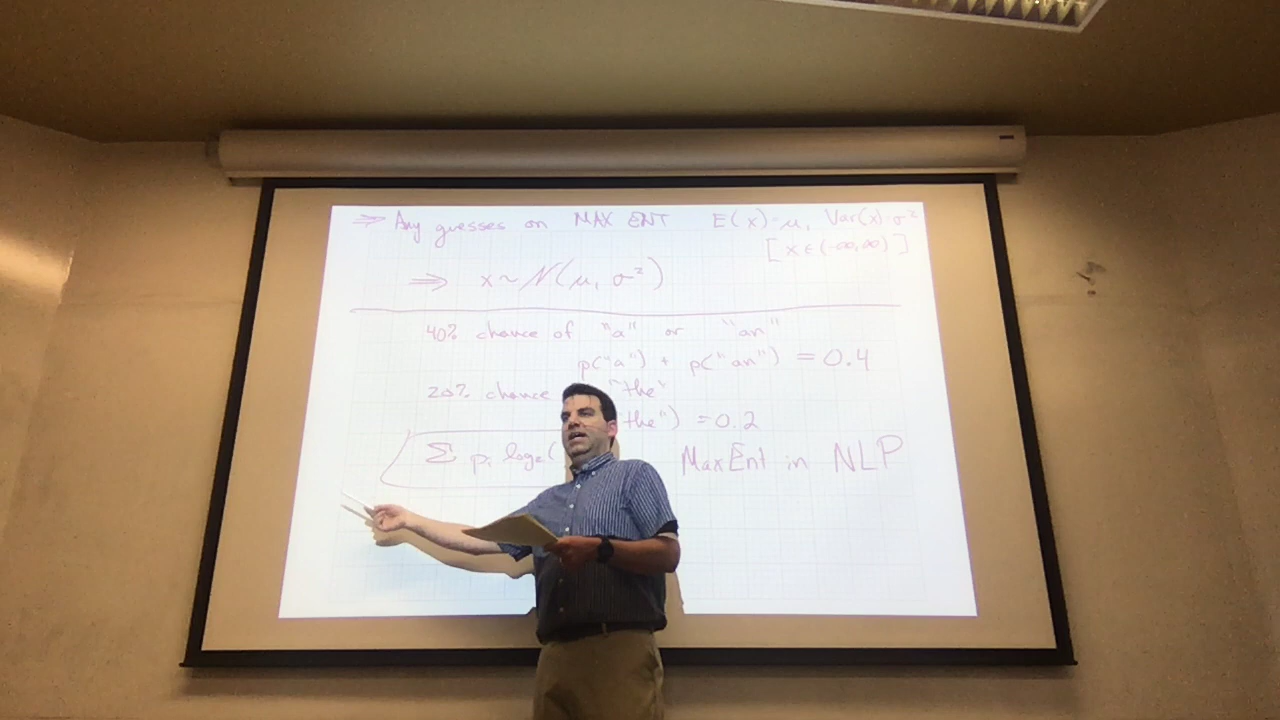 ⇒ Any guesses on MAX ENT E(x)=μ, Var(x)=σ²
[x ∈ (-∞,∞)]
⇒ x ~ N(μ, σ²)
40% chance of "a" or "an"
p("a") + p("an") = 0.4
20% chance "the"
"the") = 0.2
Σ pᵢ log₂( MaxEnt in NLP